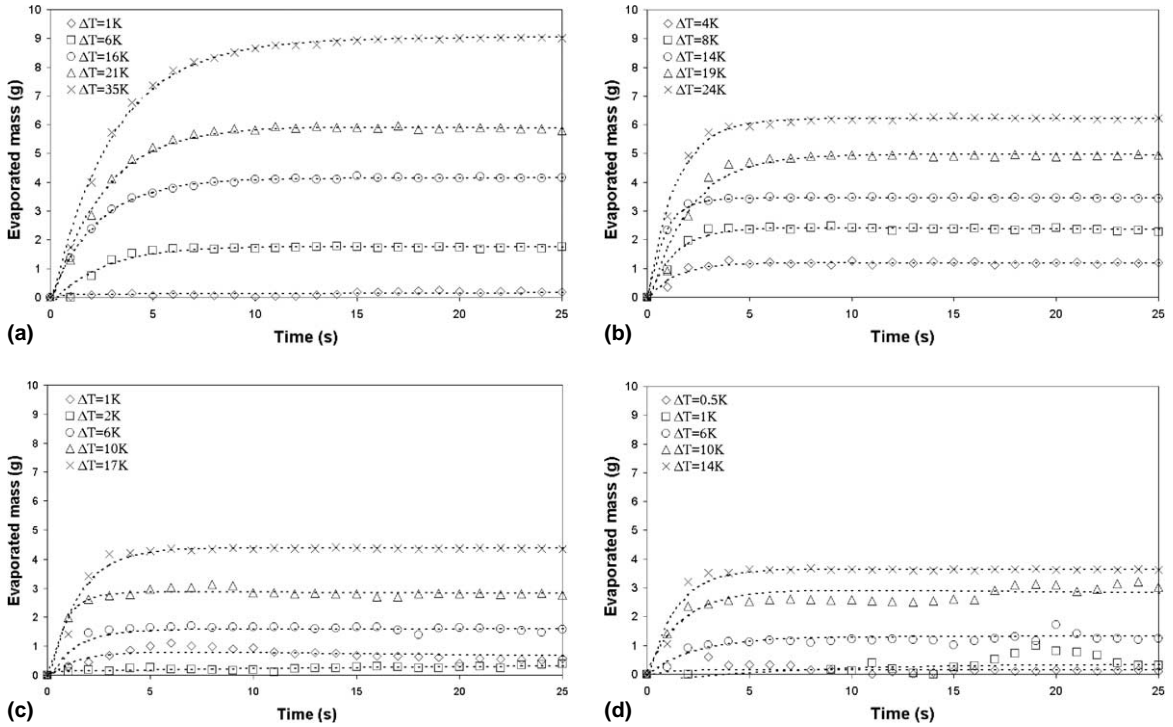 10
9
8
7
6
5
4
3
2
1
0
Evaporated mass (g)
ΔT=1K
ΔT=6K
ΔT=16K
ΔT=21K
ΔT=35K
0 5 10 15 20 25
Time (s)
(a)
10
9
8
7
6
5
4
3
2
1
0
Evaporated mass (g)
ΔT=4K
ΔT=8K
ΔT=14K
ΔT=19K
ΔT=24K
0 5 10 15 20 25
Time (s)
(b)
10
9
8
7
6
5
4
3
2
1
0
Evaporated mass (g)
ΔT=1K
ΔT=2K
ΔT=6K
ΔT=10K
ΔT=17K
0 5 10 15 20 25
Time (s)
(c)
10
9
8
7
6
5
4
3
2
1
0
Evaporated mass (g)
ΔT=0.5K
ΔT=1K
ΔT=6K
ΔT=10K
ΔT=14K
0 5 10 15 20 25
Time (s)
(d)